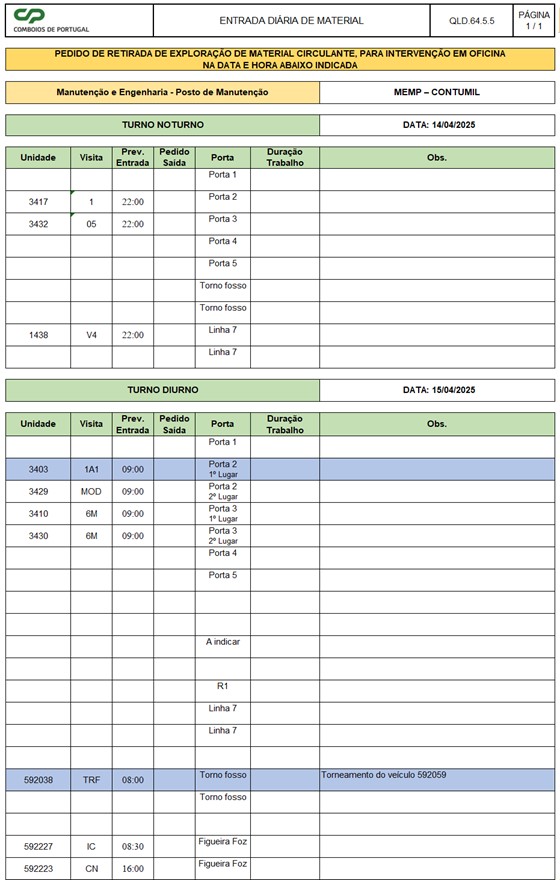 CP
COMBOIOS DE PORTUGAL
ENTRADA DIÁRIA DE MATERIAL
QLD.64.5.5
PÁGINA
1 / 1
PEDIDO DE RETIRADA DE EXPLORAÇÃO DE MATERIAL CIRCULANTE, PARA INTERVENÇÃO EM OFICINA
NA DATA E HORA ABAIXO INDICADA
Manutenção e Engenharia - Posto de Manutenção
MEMP – CONTUMIL
TURNO NOTURNO
DATA: 14/04/2025
Unidade Visita Prev. Entrada Pedido Saída Porta Duração Trabalho Obs.
Porta 1
3417 1 22:00 Porta 2
3432 05 22:00 Porta 3
Porta 4
Porta 5
Torno fosso
Torno fosso
1438 V4 22:00 Linha 7
Linha 7
TURNO DIURNO
DATA: 15/04/2025
Unidade Visita Prev. Entrada Pedido Saída Porta Duração Trabalho Obs.
Porta 1
3403 1A1 09:00 Porta 2 1º Lugar
3429 MOD 09:00 Porta 2 2º Lugar
3410 6M 09:00 Porta 3 1º Lugar
3430 6M 09:00 Porta 3 2º Lugar
Porta 4
Porta 5
A indicar
R1
Linha 7
Linha 7
592038 TRF 08:00 Torno fosso Torneamento do veículo 592059
Torno fosso
592227 IC 08:30 Figueira Foz
592223 CN 16:00 Figueira Foz